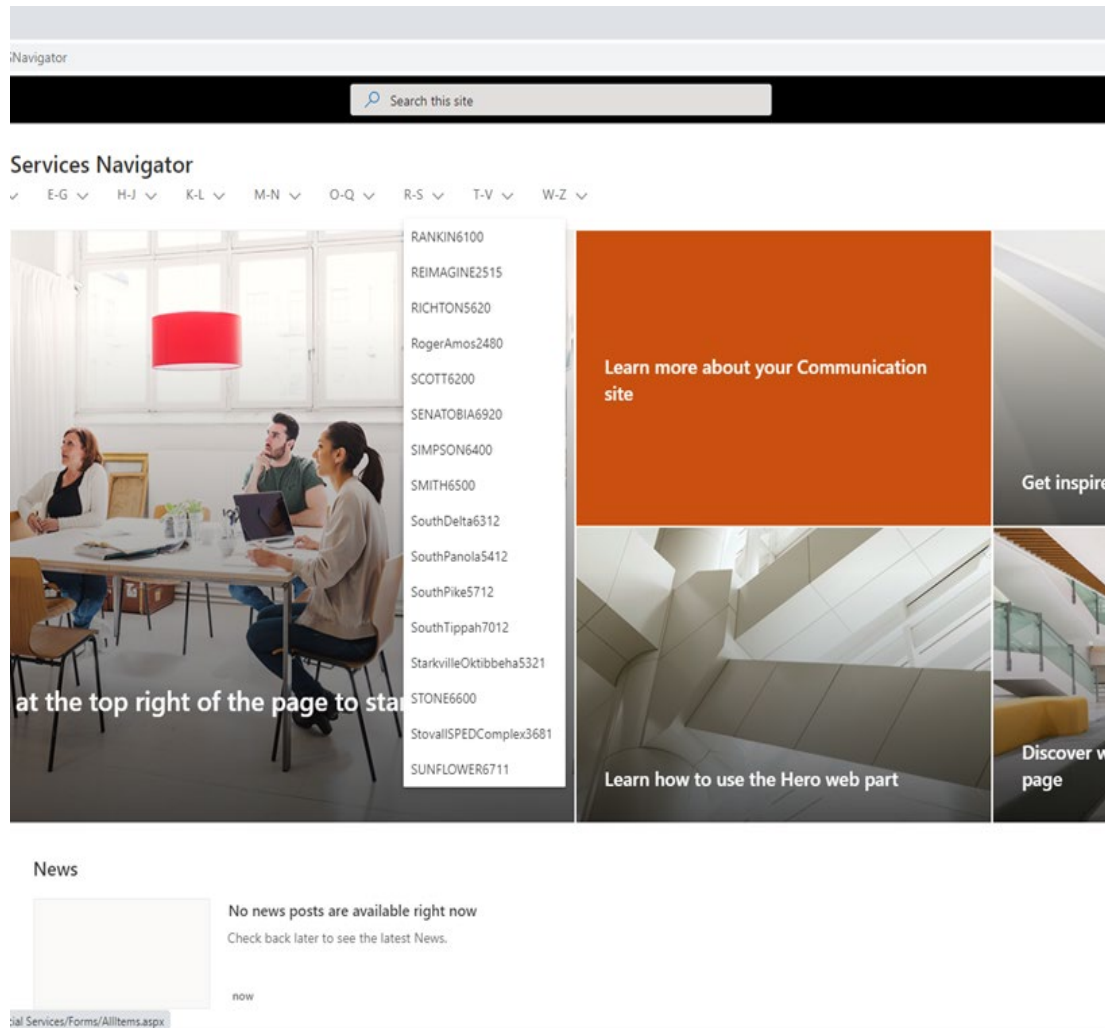 Navigator
Search this site
Services Navigator
E-G
H-J
K-L
M-N
O-Q
R-S
T-V
W-Z
RANKIN6100
REIMAGINE2515
RICHTON5620
RogerAmos2480
SCOTT6200
SENATOBIA6920
SIMPSON6400
SMITH6500
SouthDelta6312
SouthPanola5412
SouthPike5712
SouthTippah7012
StarkvilleOktibbeha5321
STONE6600
StovallSPEDComplex3681
SUNFLOWER6711
at the top right of the page to star
Learn more about your Communication
site
Get inspire
Learn how to use the Hero web part
Discover w
page
News
No news posts are available right now
Check back later to see the latest News.
now
ial Services/Forms/AllItems.aspx